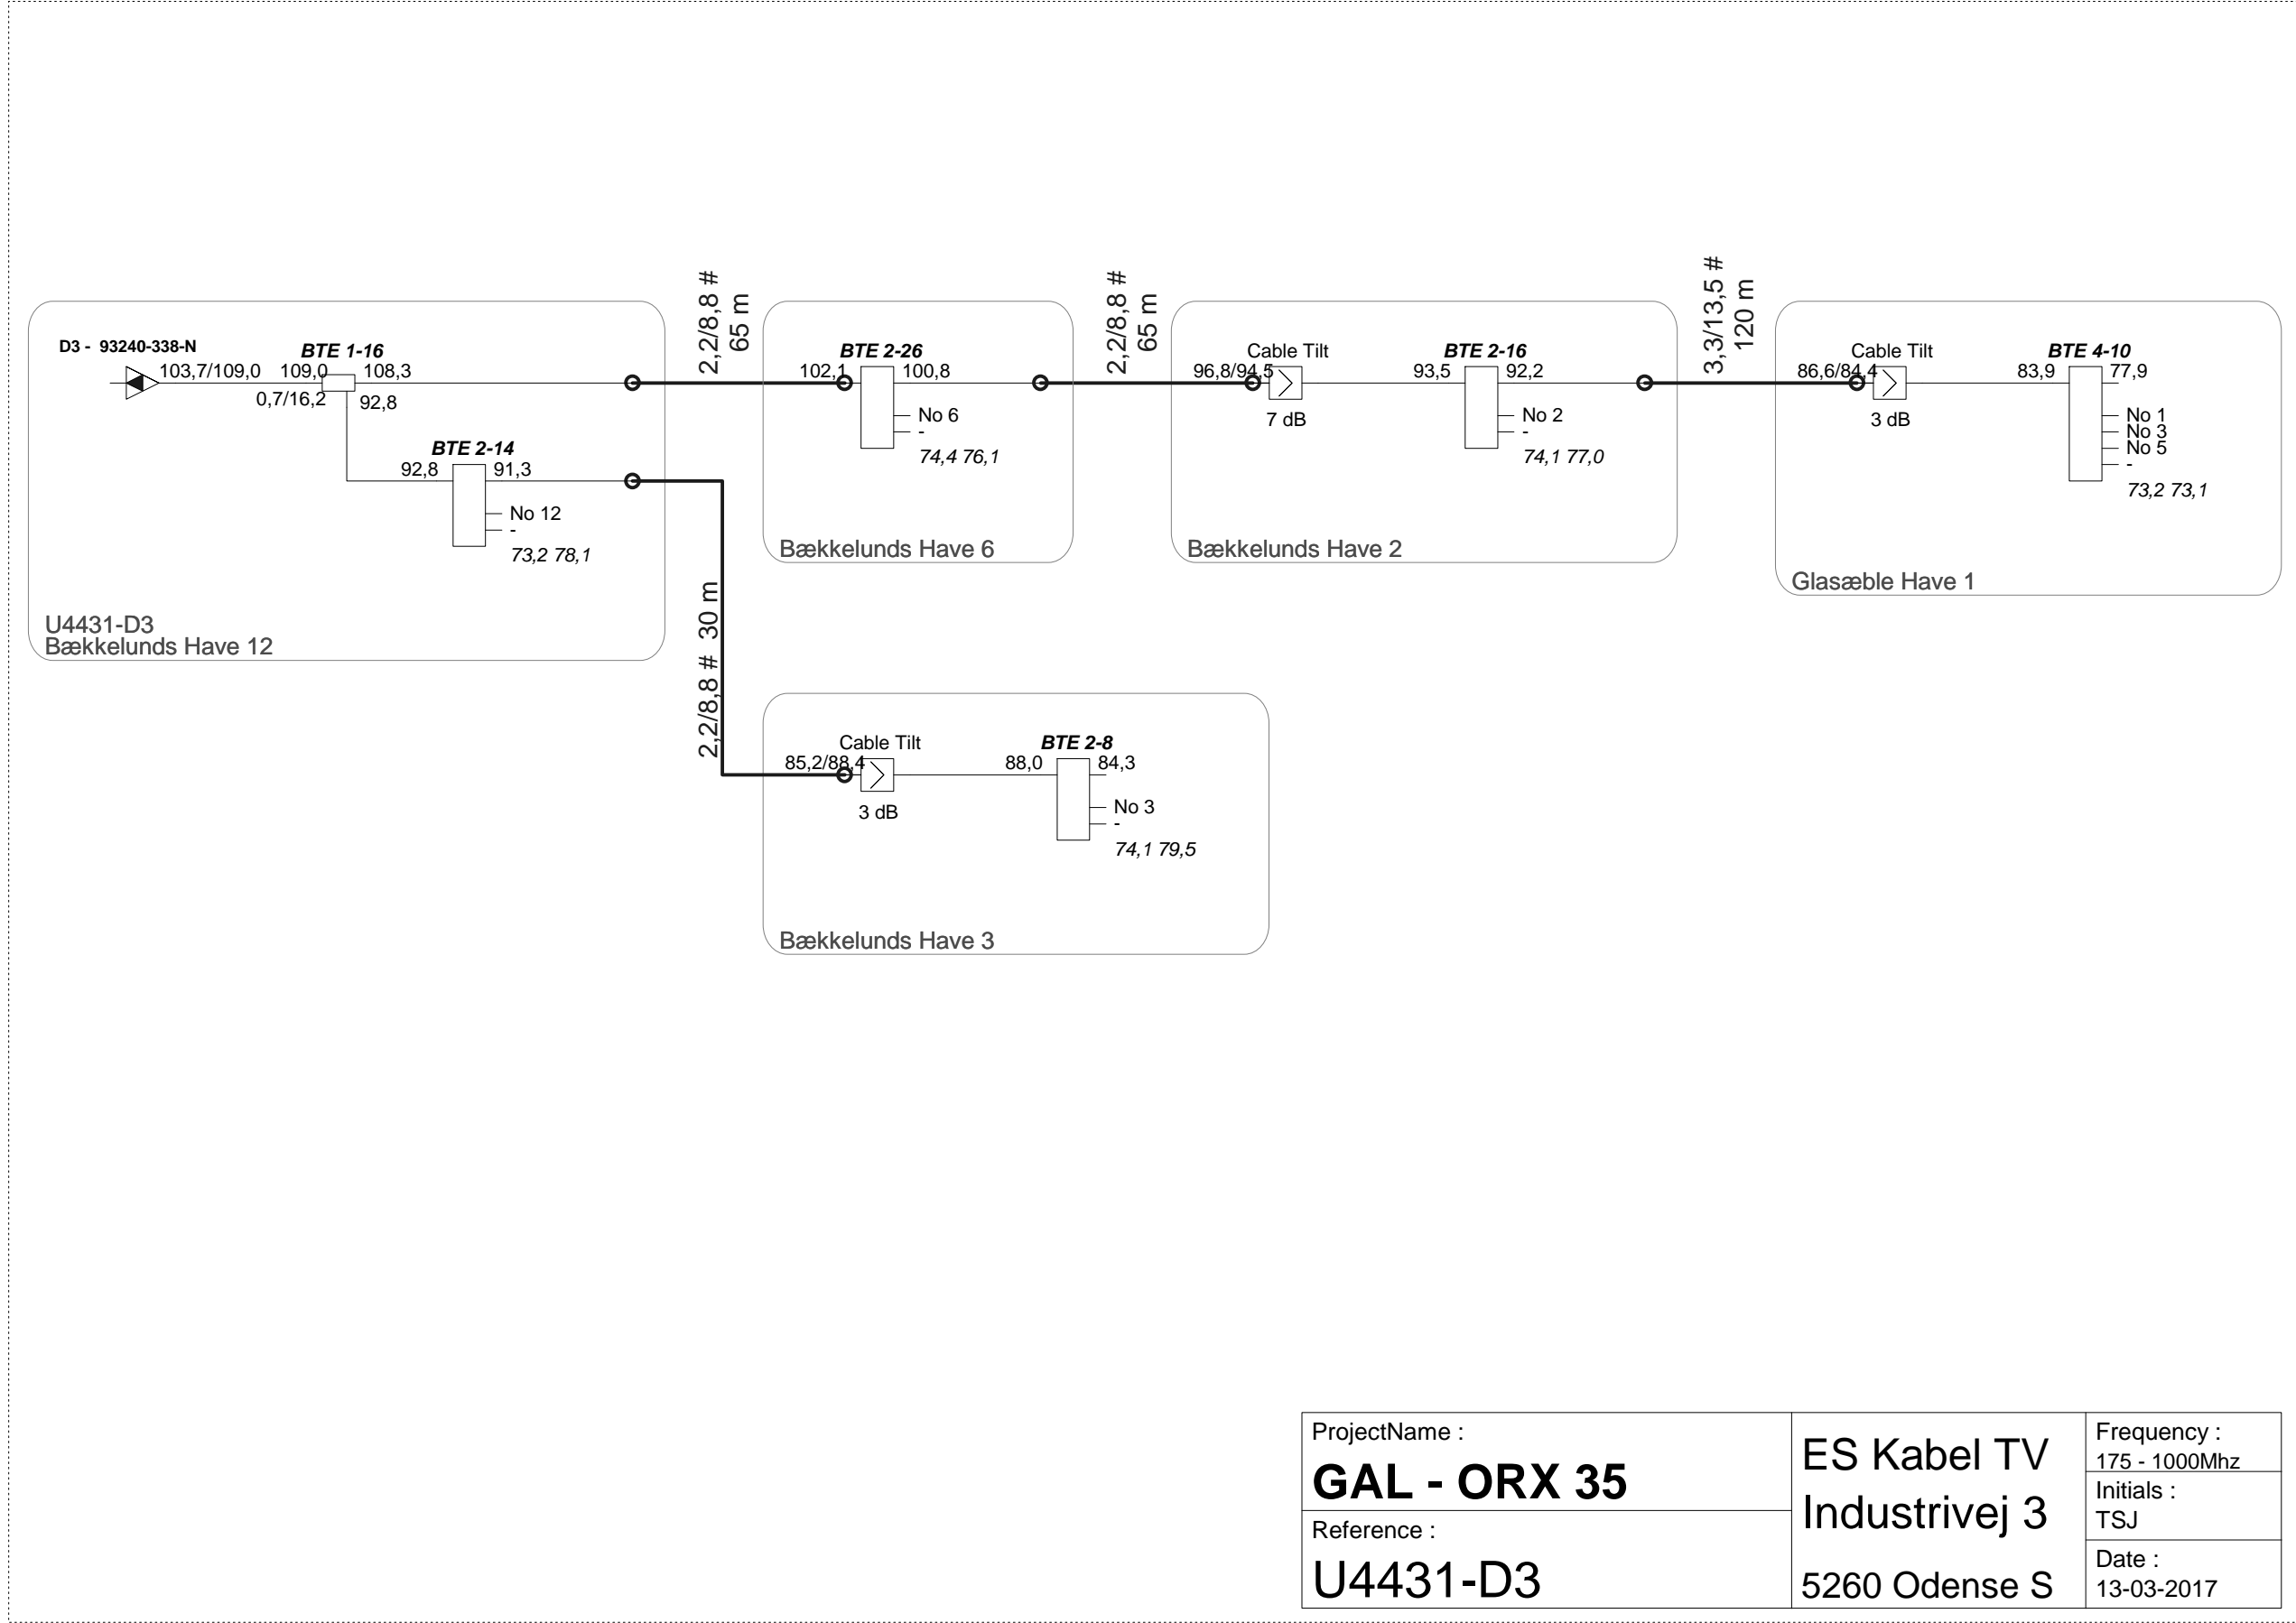 2,2/8,8 #
65 m
2,2/8,8 #
65 m
3,3/13,5 #
120 m
D3 - 93240-338-N
BTE 1-16
103,7/109,0
109,0
108,3
0,7/16,2
92,8
BTE 2-14
92,8
91,3
No 12
-
73,2 78,1
U4431-D3
Bækkelunds Have 12
BTE 2-26
102,1
100,8
No 6
-
74,4 76,1
Bækkelunds Have 6
Cable Tilt
96,8/94,5
7 dB
BTE 2-16
93,5
92,2
No 2
-
74,1 77,0
Bækkelunds Have 2
Cable Tilt
86,6/84,4
3 dB
BTE 4-10
83,9
77,9
No 1
No 3
No 5
-
73,2 73,1
Glasæble Have 1
2,2/8,8 # 30 m
Cable Tilt
85,2/88,4
3 dB
BTE 2-8
88,0
84,3
No 3
-
74,1 79,5
Bækkelunds Have 3
ProjectName :
GAL - ORX 35
Reference :
U4431-D3
ES Kabel TV
Industrivej 3
5260 Odense S
Frequency :
175 - 1000Mhz
Initials :
TSJ
Date :
13-03-2017